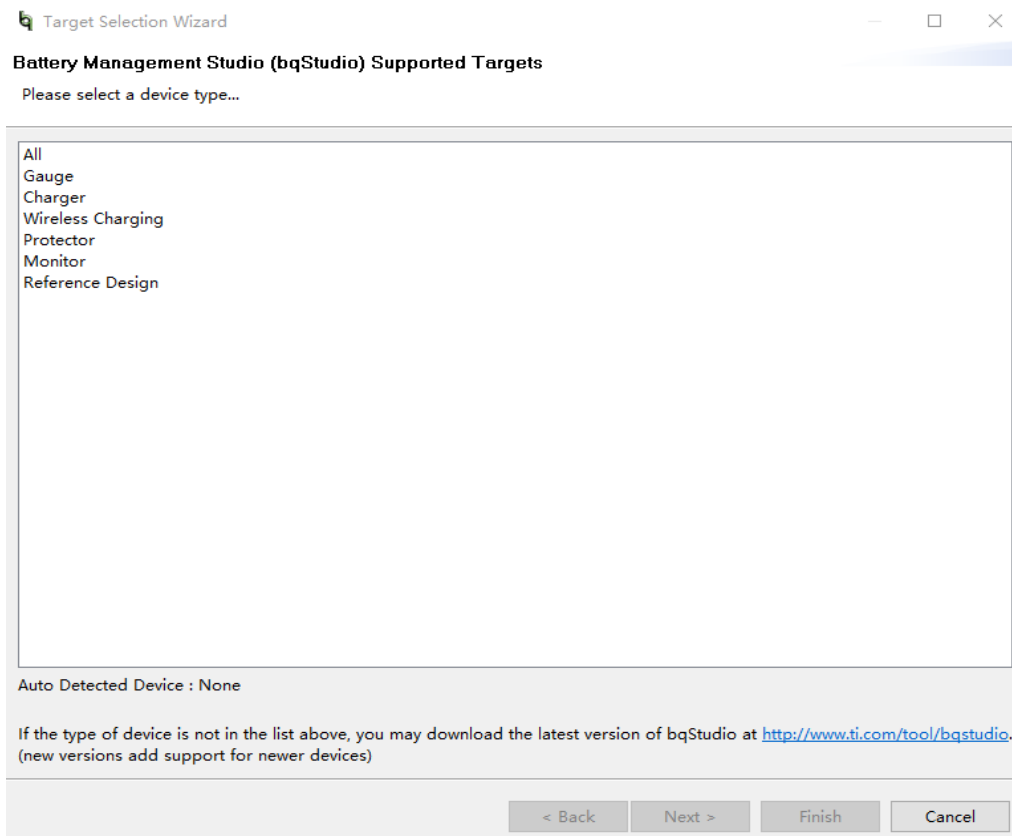 Target Selection Wizard
Battery Management Studio (bqStudio) Supported Targets
Please select a device type...
All
Gauge
Charger
Wireless Charging
Protector
Monitor
Reference Design
Auto Detected Device : None
If the type of device is not in the list above, you may download the latest version of bqStudio at http://www.ti.com/tool/bqstudio.
(new versions add support for newer devices)
< Back Next > Finish Cancel